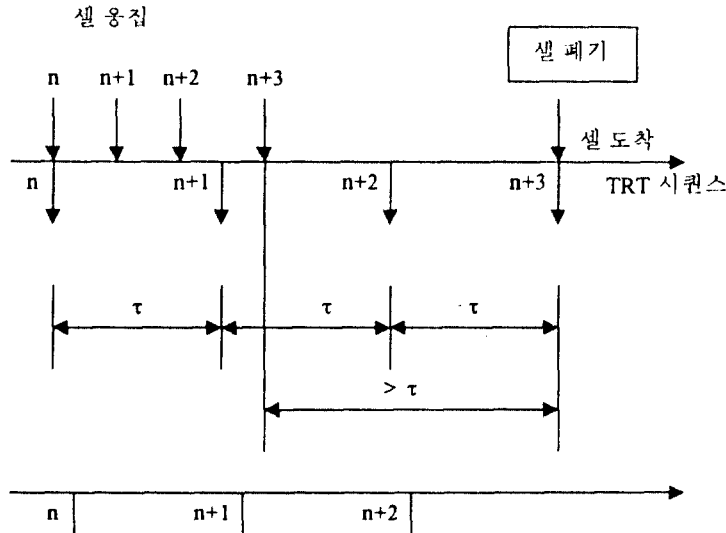 셀 옹집
셀 폐기
n n+1 n+2 n+3
셀 도착
n n+1 n+2 n+3 TRT 시퀀스
τ τ τ
> τ
n n+1 n+2